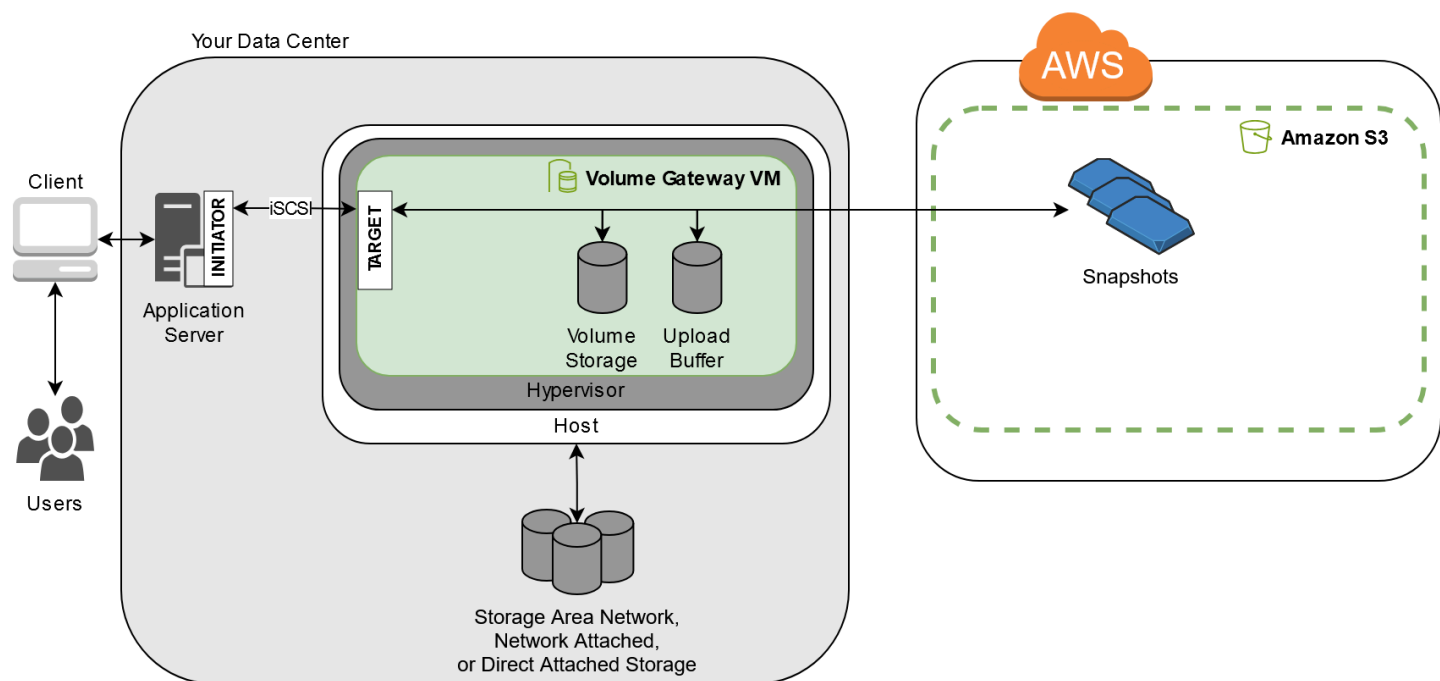 Your Data Center
AWS
Amazon S3
Volume Gateway VM
Client
iSCSI
INITIATOR
TARGET
Snapshots
Application
Server
Volume
Storage
Upload
Buffer
Hypervisor
Host
Users
Storage Area Network,
Network Attached,
or Direct Attached Storage